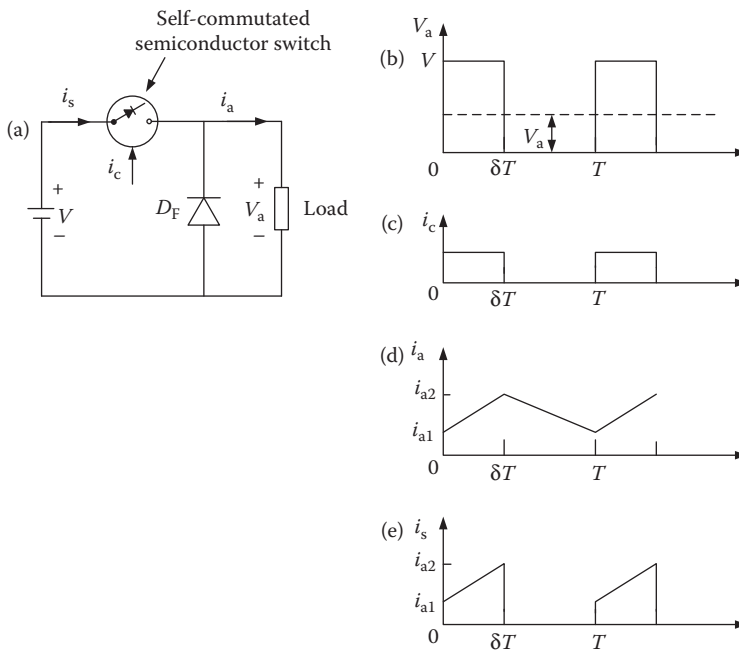 Self-commutated
semiconductor switch
(a)
i_s
i_a
i_c
+
V
−
D_F
+
V_a
−
Load
(b)
V_a
V
V_a
0
δT
T
(c)
i_c
0
δT
T
(d)
i_a
i_a2
i_a1
0
δT
T
(e)
i_s
i_a2
i_a1
0
δT
T